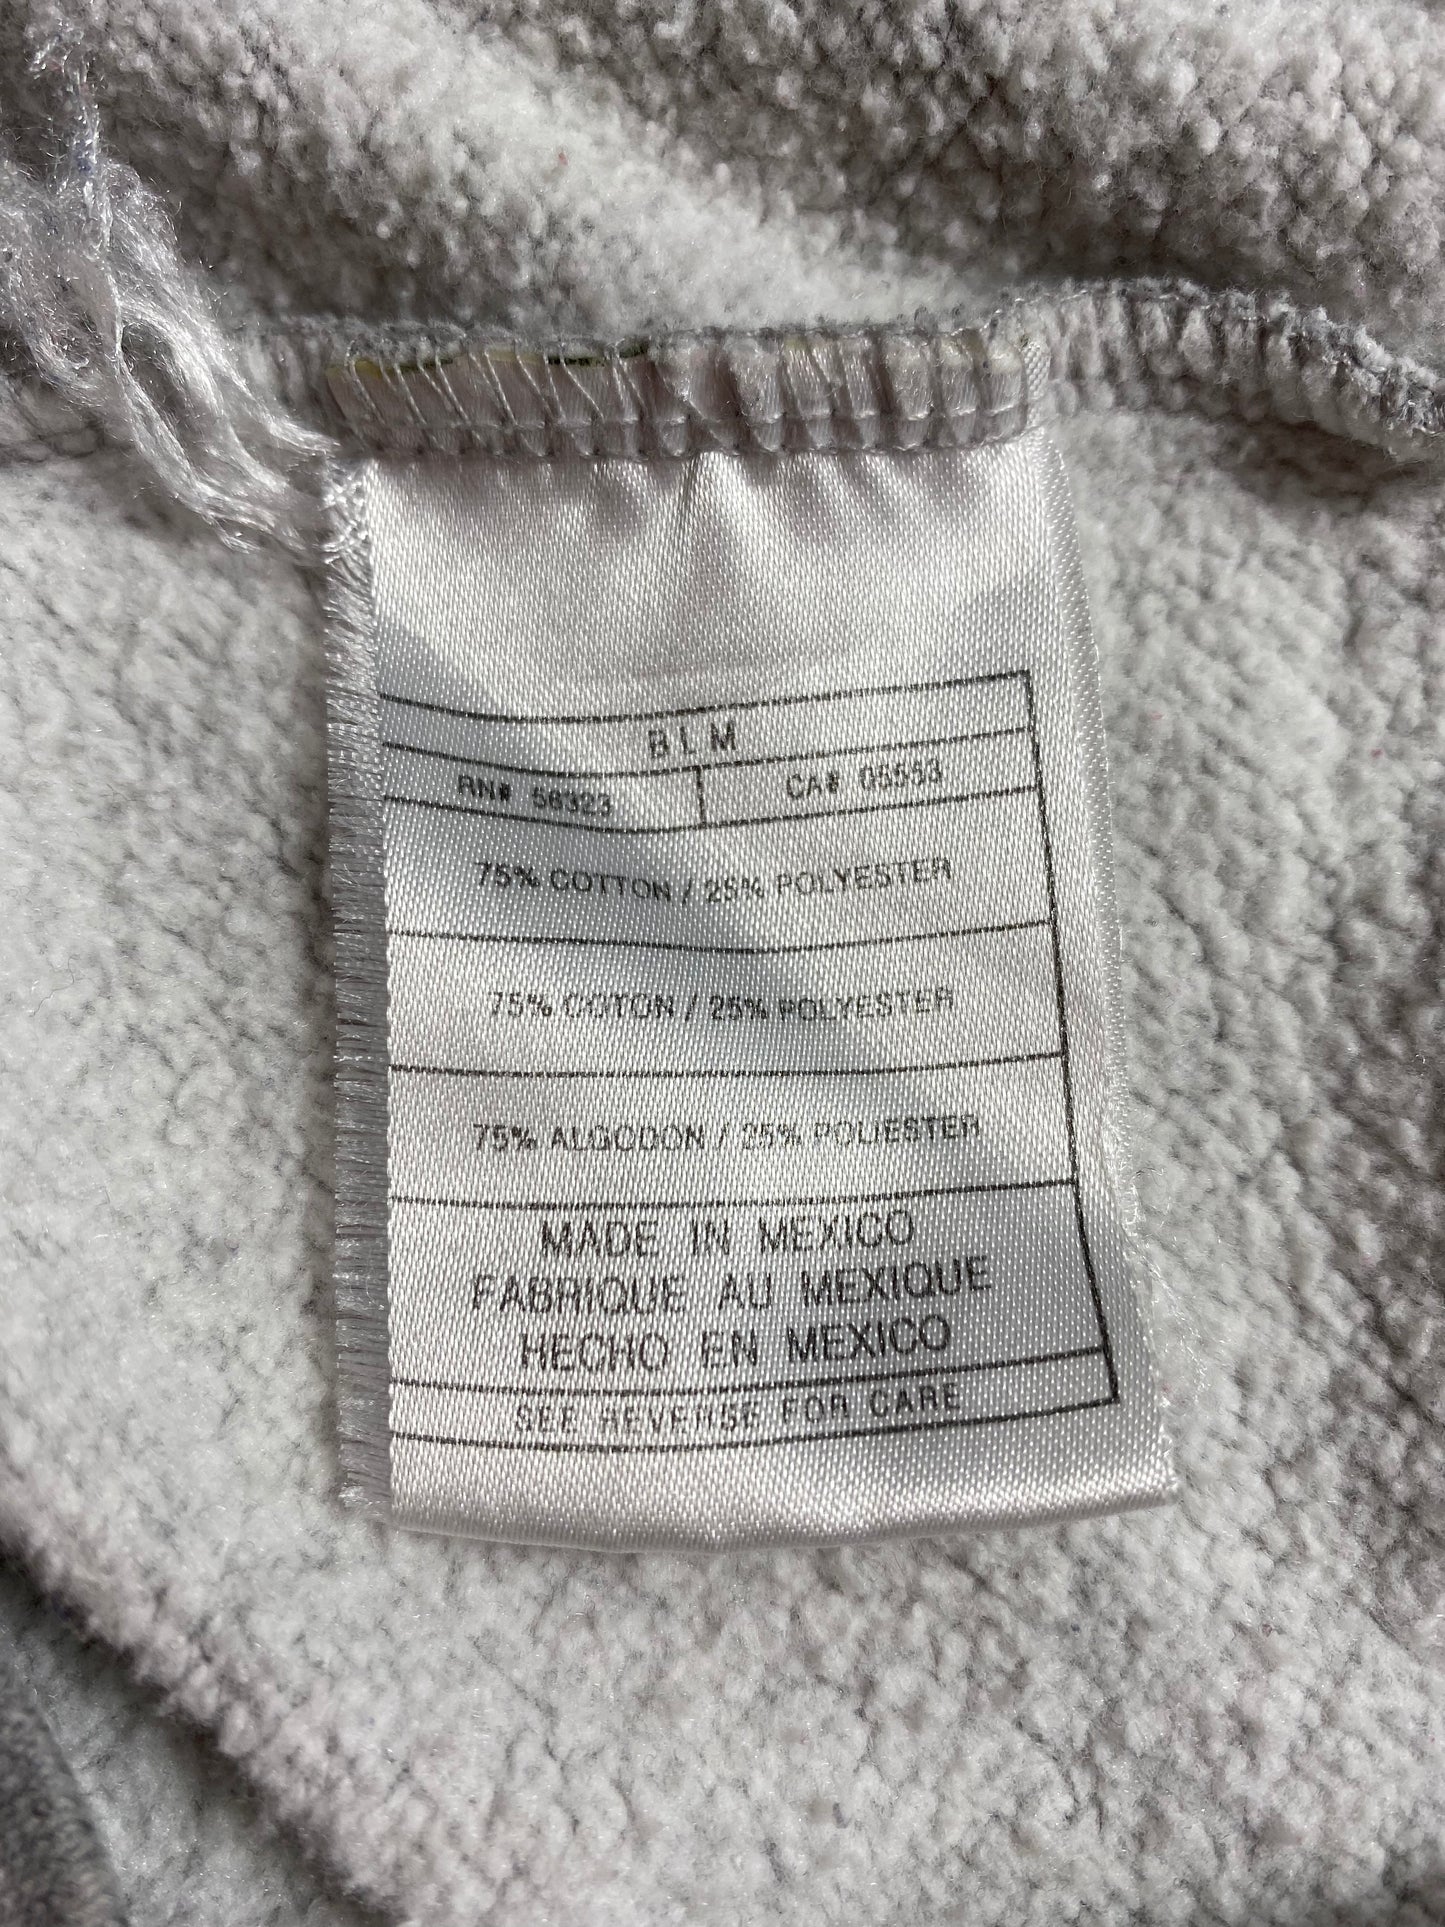 BLM
RN# 56323 CA# 05553
75% COTTON / 25% POLYESTER
75% COTON / 25% POLYESTER
75% ALGODON / 25% POLIESTER
MADE IN MEXICO
FABRIQUE AU MEXIQUE
HECHO EN MEXICO
SEE REVERSE FOR CARE